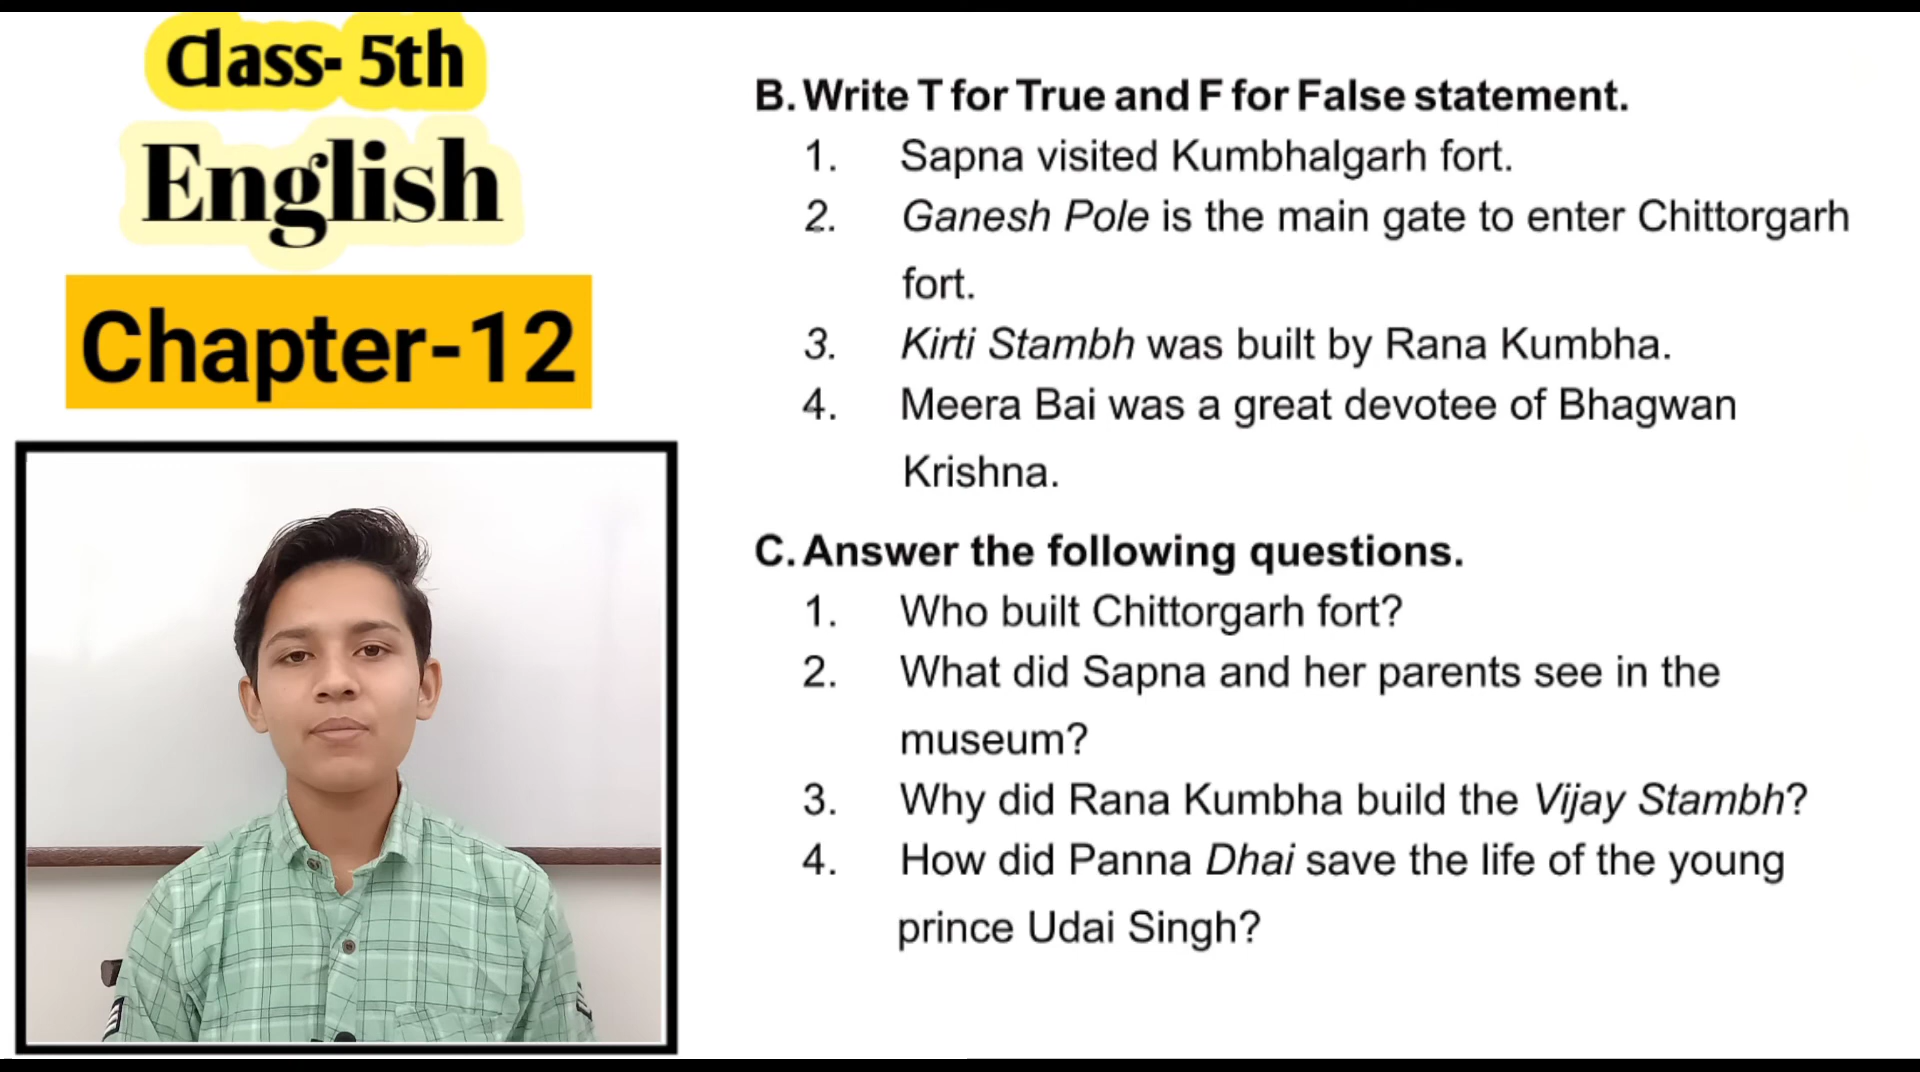 Class- 5th
English
Chapter-12
B. Write T for True and F for False statement.
1. Sapna visited Kumbhalgarh fort.
2. Ganesh Pole is the main gate to enter Chittorgarh
fort.
3. Kirti Stambh was built by Rana Kumbha.
4. Meera Bai was a great devotee of Bhagwan
Krishna.
C. Answer the following questions.
1. Who built Chittorgarh fort?
2. What did Sapna and her parents see in the
museum?
3. Why did Rana Kumbha build the Vijay Stambh?
4. How did Panna Dhai save the life of the young
prince Udai Singh?